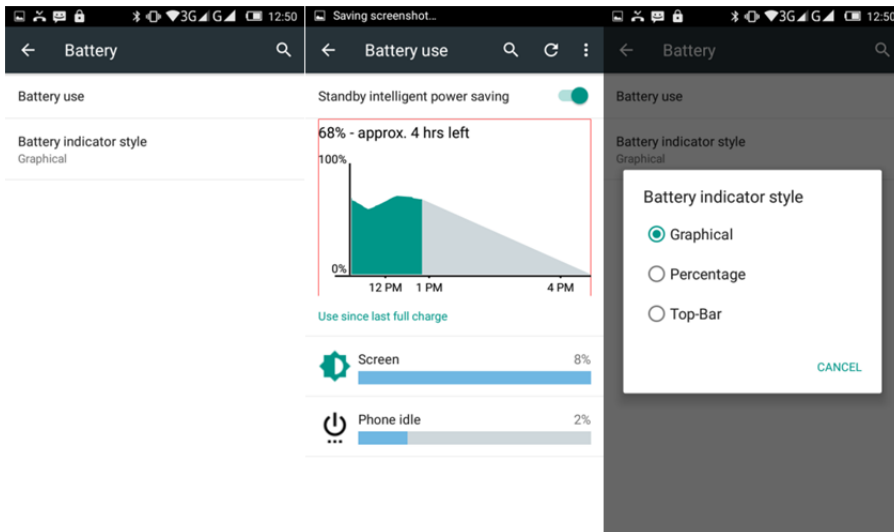 3G G 12:50
Battery
Battery use
Battery indicator style
Graphical
Saving screenshot...
Battery use
Standby intelligent power saving
68% - approx. 4 hrs left
100%
0%
12 PM 1 PM 4 PM
Use since last full charge
Screen 8%
Phone idle 2%
3G G 12:50
Battery
Battery use
Battery indicator style
Graphical
Battery indicator style
Graphical
Percentage
Top-Bar
CANCEL